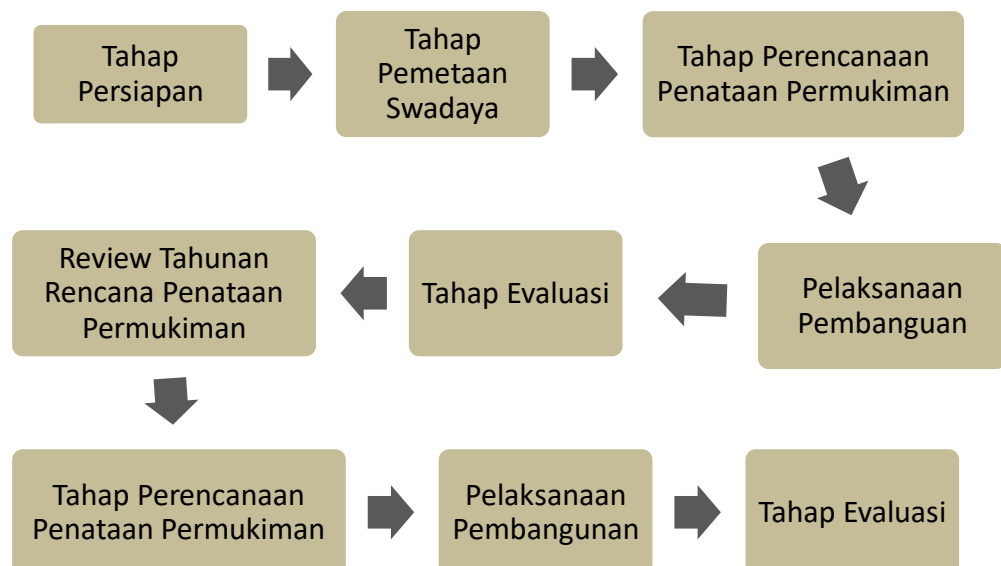 Tahap
Persiapan
Tahap
Pemetaan
Swadaya
Tahap Perencanaan
Penataan Permukiman
Pelaksanaan
Pembanguan
Tahap Evaluasi
Review Tahunan
Rencana Penataan
Permukiman
Tahap Perencanaan
Penataan Permukiman
Pelaksanaan
Pembangunan
Tahap Evaluasi